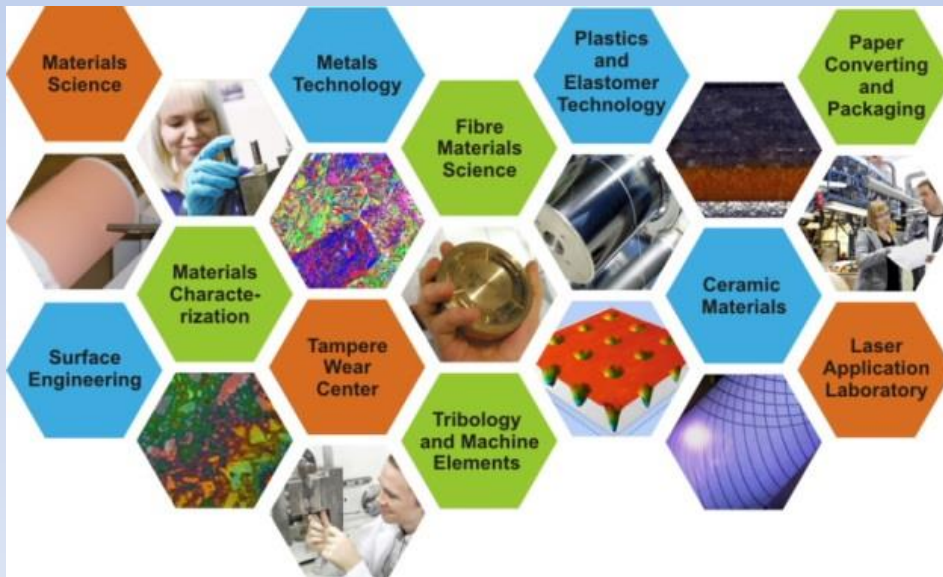 Materials
Science
Metals
Technology
Plastics
and
Elastomer
Technology
Paper
Converting
and
Packaging
Fibre
Materials
Science
Materials
Characte-
rization
Ceramic
Materials
Surface
Engineering
Tampere
Wear
Center
Laser
Application
Laboratory
Tribology
and Machine
Elements